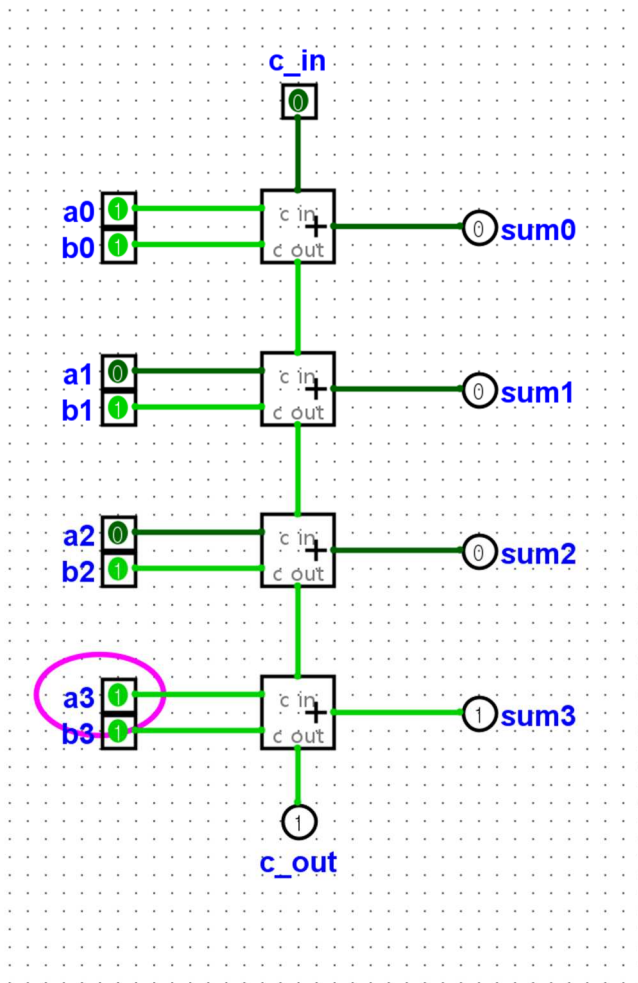 c_in
0
a0 1
c in
+
0 sum0
b0 1
c out
a1 0
c in
+
0 sum1
b1 1
c out
a2 0
c in
+
0 sum2
b2 1
c out
a3 1
c in
+
1 sum3
b3 1
c out
1
c_out